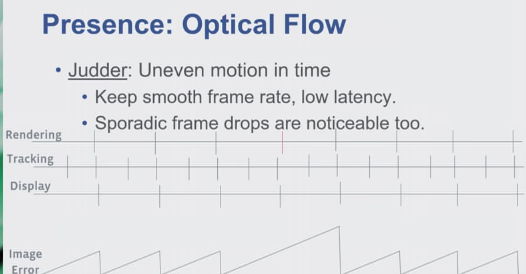 Presence: Optical Flow
• Judder: Uneven motion in time
• Keep smooth frame rate, low latency.
• Sporadic frame drops are noticeable too.
Rendering
Tracking
Display
Image
Error